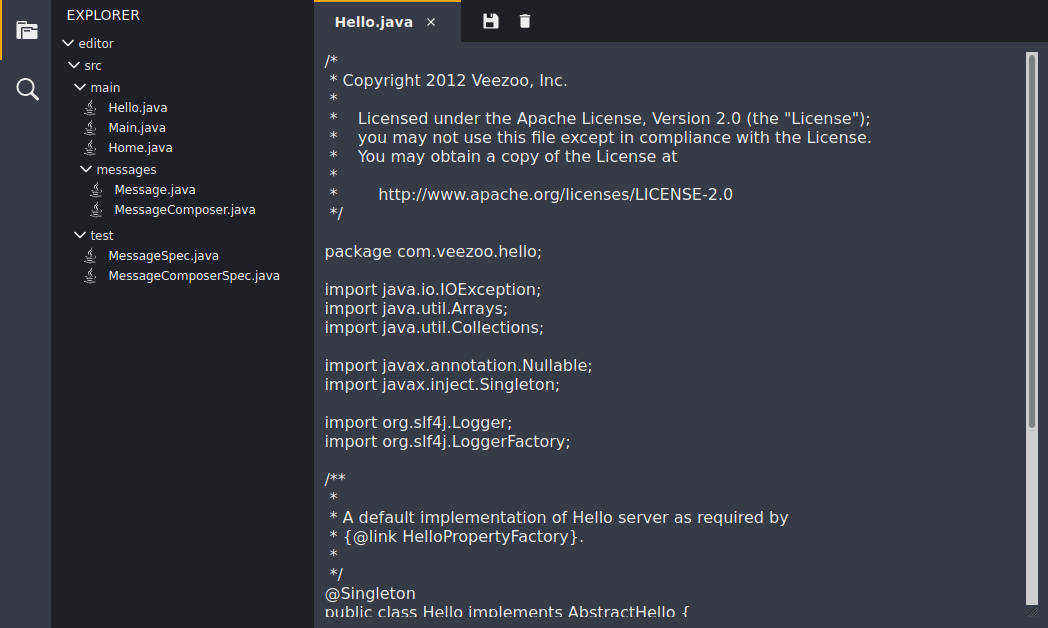 EXPLORER
editor
src
main
Hello.java
Main.java
Home.java
messages
Message.java
MessageComposer.java
test
MessageSpec.java
MessageComposerSpec.java
Hello.java ×
/*
 * Copyright 2012 Veezoo, Inc.
 *
 *    Licensed under the Apache License, Version 2.0 (the "License");
 *    you may not use this file except in compliance with the License.
 *    You may obtain a copy of the License at
 *
 *        http://www.apache.org/licenses/LICENSE-2.0
 */
package com.veezoo.hello;
import java.io.IOException;
import java.util.Arrays;
import java.util.Collections;
import javax.annotation.Nullable;
import javax.inject.Singleton;
import org.slf4j.Logger;
import org.slf4j.LoggerFactory;
/**
 *
 * A default implementation of Hello server as required by
 * {@link HelloPropertyFactory}.
 *
 */
@Singleton
public class Hello implements AbstractHello {